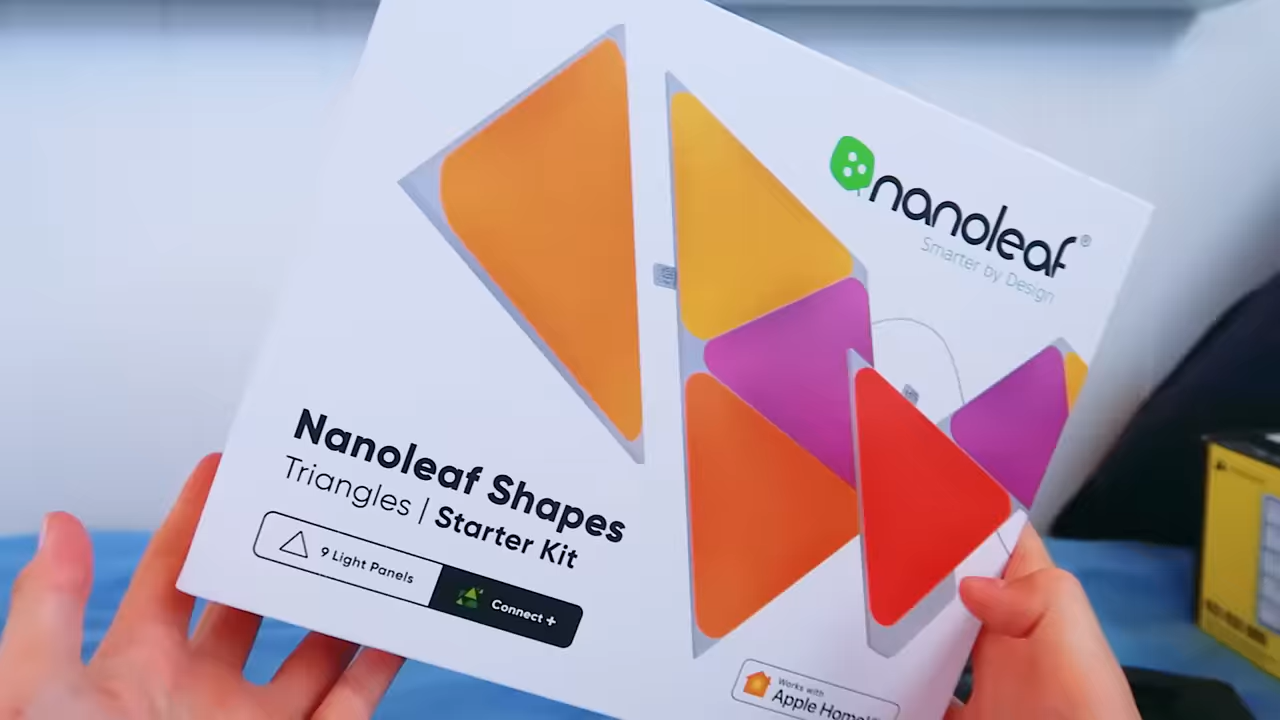 nanoleaf®
Smarter by Design
Nanoleaf Shapes
Triangles | Starter Kit
9 Light Panels
Connect +
Works with
Apple Home